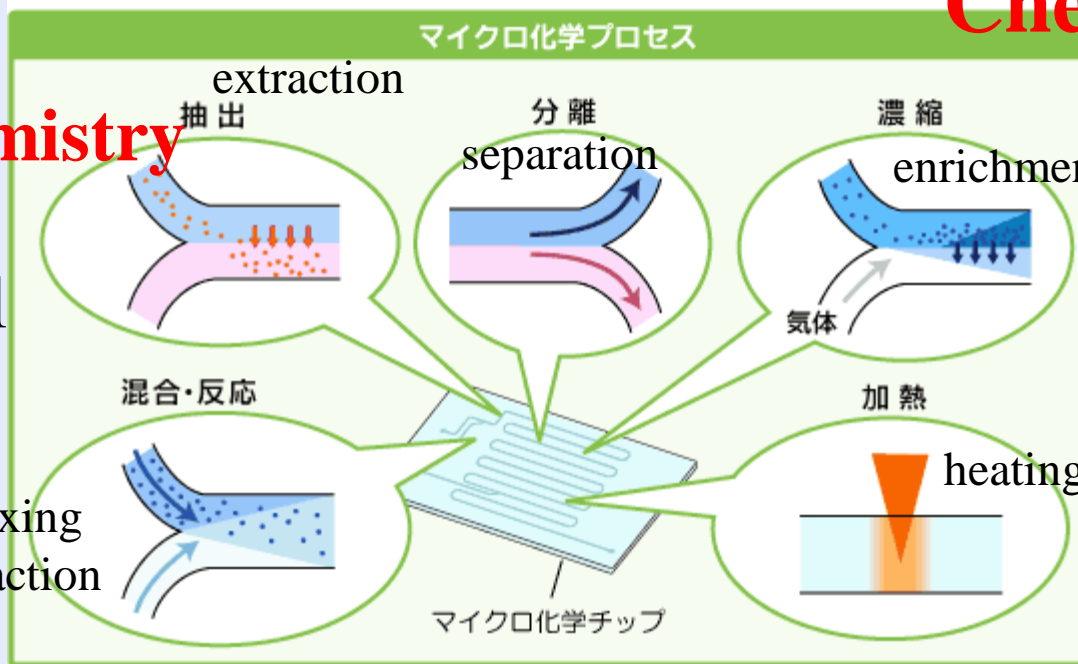 Che
マイクロ化学プロセス
extraction
抽出
mistry
分離
separation
濃縮
enrichmen
気体
混合・反応
加熱
heating
xing
action
マイクロ化学チップ